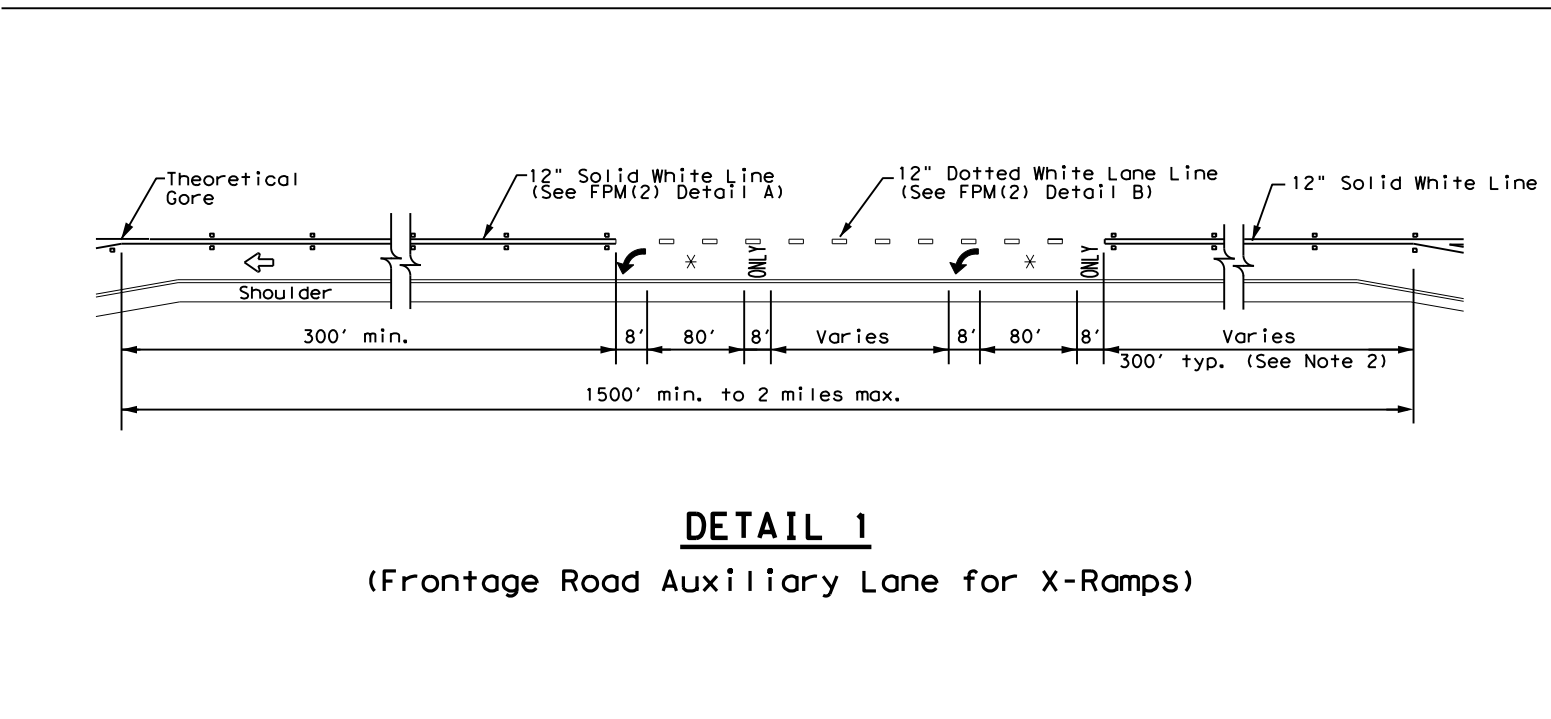 Theoretical
Gore
12" Solid White Line
(See FPM(2) Detail A)
12" Dotted White Lane Line
(See FPM(2) Detail B)
12" Solid White Line
ONLY
ONLY
Shoulder
300' min.
8'
80'
8'
Varies
8'
80'
8'
Varies
300' typ. (See Note 2)
1500' min. to 2 miles max.
DETAIL 1
(Frontage Road Auxiliary Lane for X-Ramps)